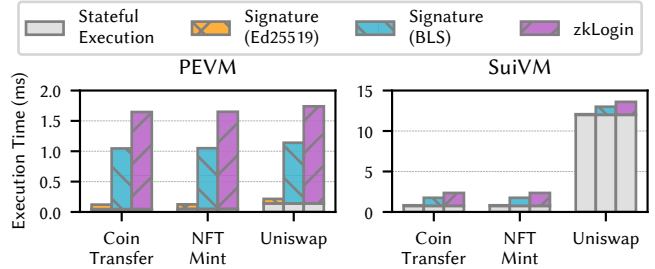 Stateful Execution
Signature (Ed25519)
Signature (BLS)
zkLogin
PEVM
SuiVM
Execution Time (ms)
2.0
1.5
1.0
0.5
0.0
15
10
5
0
Coin Transfer
NFT Mint
Uniswap
Coin Transfer
NFT Mint
Uniswap